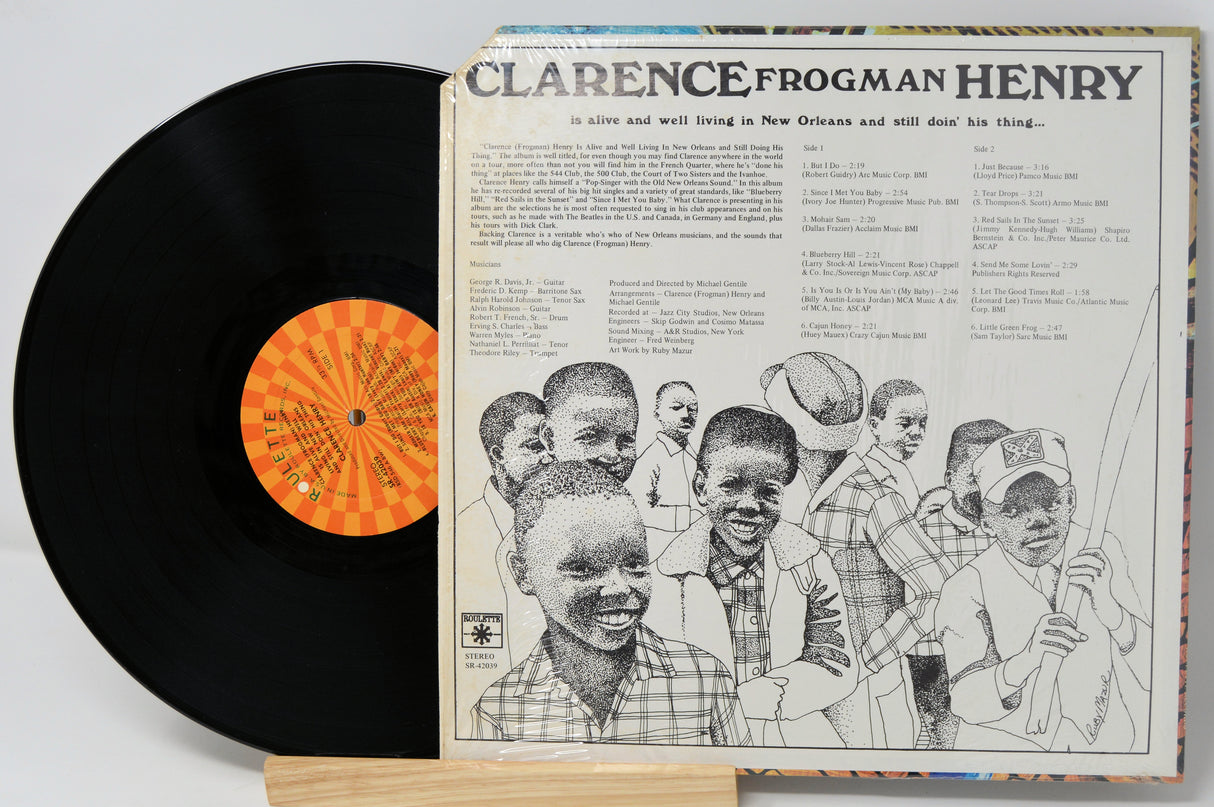 CLARENCE FROGMAN HENRY
is alive and well living in New Orleans and still doin' his thing...
"Clarence (Frogman) Henry Is Alive and Well Living In New Orleans and Still Doing His
Thing." The album is well titled, for even though you may find Clarence anywhere in the world
on a tour, more often than not you will find him in the French Quarter, where he's "done his
thing" at places like the 544 Club, the 500 Club, the Court of Two Sisters and the Ivanhoe.
Clarence Henry calls himself a "Pop-Singer with the Old New Orleans Sound." In this album
he has re-recorded several of his big hit singles and a variety of great standards, like "Blueberry
Hill," "Red Sails in the Sunset" and "Since I Met You Baby." What Clarence is presenting in his
album are the selections he is most often requested to sing in his club appearances and on his
tours, such as he made with The Beatles in the U.S. and Canada, in Germany and England, plus
his tours with Dick Clark.
Backing Clarence is a veritable who's who of New Orleans musicians, and the sounds that
result will please all who dig Clarence (Frogman) Henry.
Musicians
George R. Davis, Jr. – Guitar
Frederic D. Kemp – Barritone Sax
Ralph Harold Johnson – Tenor Sax
Alvin Robinson – Guitar
Robert T. French, Sr. – Drum
Erving S. Charles – Bass
Warren Myles – Piano
Nathaniel L. Perrilliat – Tenor
Theodore Riley – Trumpet
Produced and Directed by Michael Gentile
Arrangements – Clarence (Frogman) Henry and
Michael Gentile
Recorded at – Jazz City Studios, New Orleans
Engineers – Skip Godwin and Cosimo Matassa
Sound Mixing – A&R Studios, New York
Engineer – Fred Weinberg
Art Work by Ruby Mazur
Side 1
1. But I Do – 2:19
(Robert Guidry) Arc Music Corp. BMI
2. Since I Met You Baby – 2:54
(Ivory Joe Hunter) Progressive Music Pub. BMI
3. Mohair Sam – 2:20
(Dallas Frazier) Acclaim Music BMI
4. Blueberry Hill – 2:21
(Larry Stock-Al Lewis-Vincent Rose) Chappell
& Co. Inc./Sovereign Music Corp. ASCAP
5. Is You Is Or Is You Ain't (My Baby) – 2:46
(Billy Austin-Louis Jordan) MCA Music A div.
of MCA, Inc. ASCAP
6. Cajun Honey – 2:21
(Huey Mauex) Crazy Cajun Music BMI
Side 2
1. Just Because – 3:16
(Lloyd Price) Pamco Music BMI
2. Tear Drops – 3:21
(S. Thompson-S. Scott) Armo Music BMI
3. Red Sails In The Sunset – 3:25
(Jimmy Kennedy-Hugh Williams) Shapiro
Bernstein & Co. Inc./Peter Maurice Co. Ltd.
ASCAP
4. Send Me Some Lovin' – 2:29
Publishers Rights Reserved
5. Let The Good Times Roll – 1:58
(Leonard Lee) Travis Music Co./Atlantic Music
Corp. BMI
6. Little Green Frog – 2:47
(Sam Taylor) Sarc Music BMI
ROULETTE
STEREO
SR-42039
Ruby Mazur
ROULETTE
STEREO
SR-42039
SIDE 1
33⅓ RPM
CLARENCE HENRY